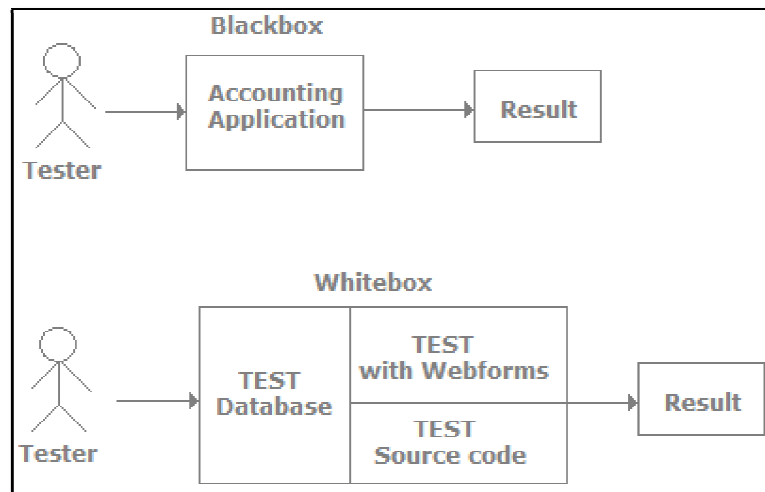 Blackbox
Accounting
Application
Result
Tester
Whitebox
TEST
Database
TEST
with Webforms
TEST
Source code
Result
Tester